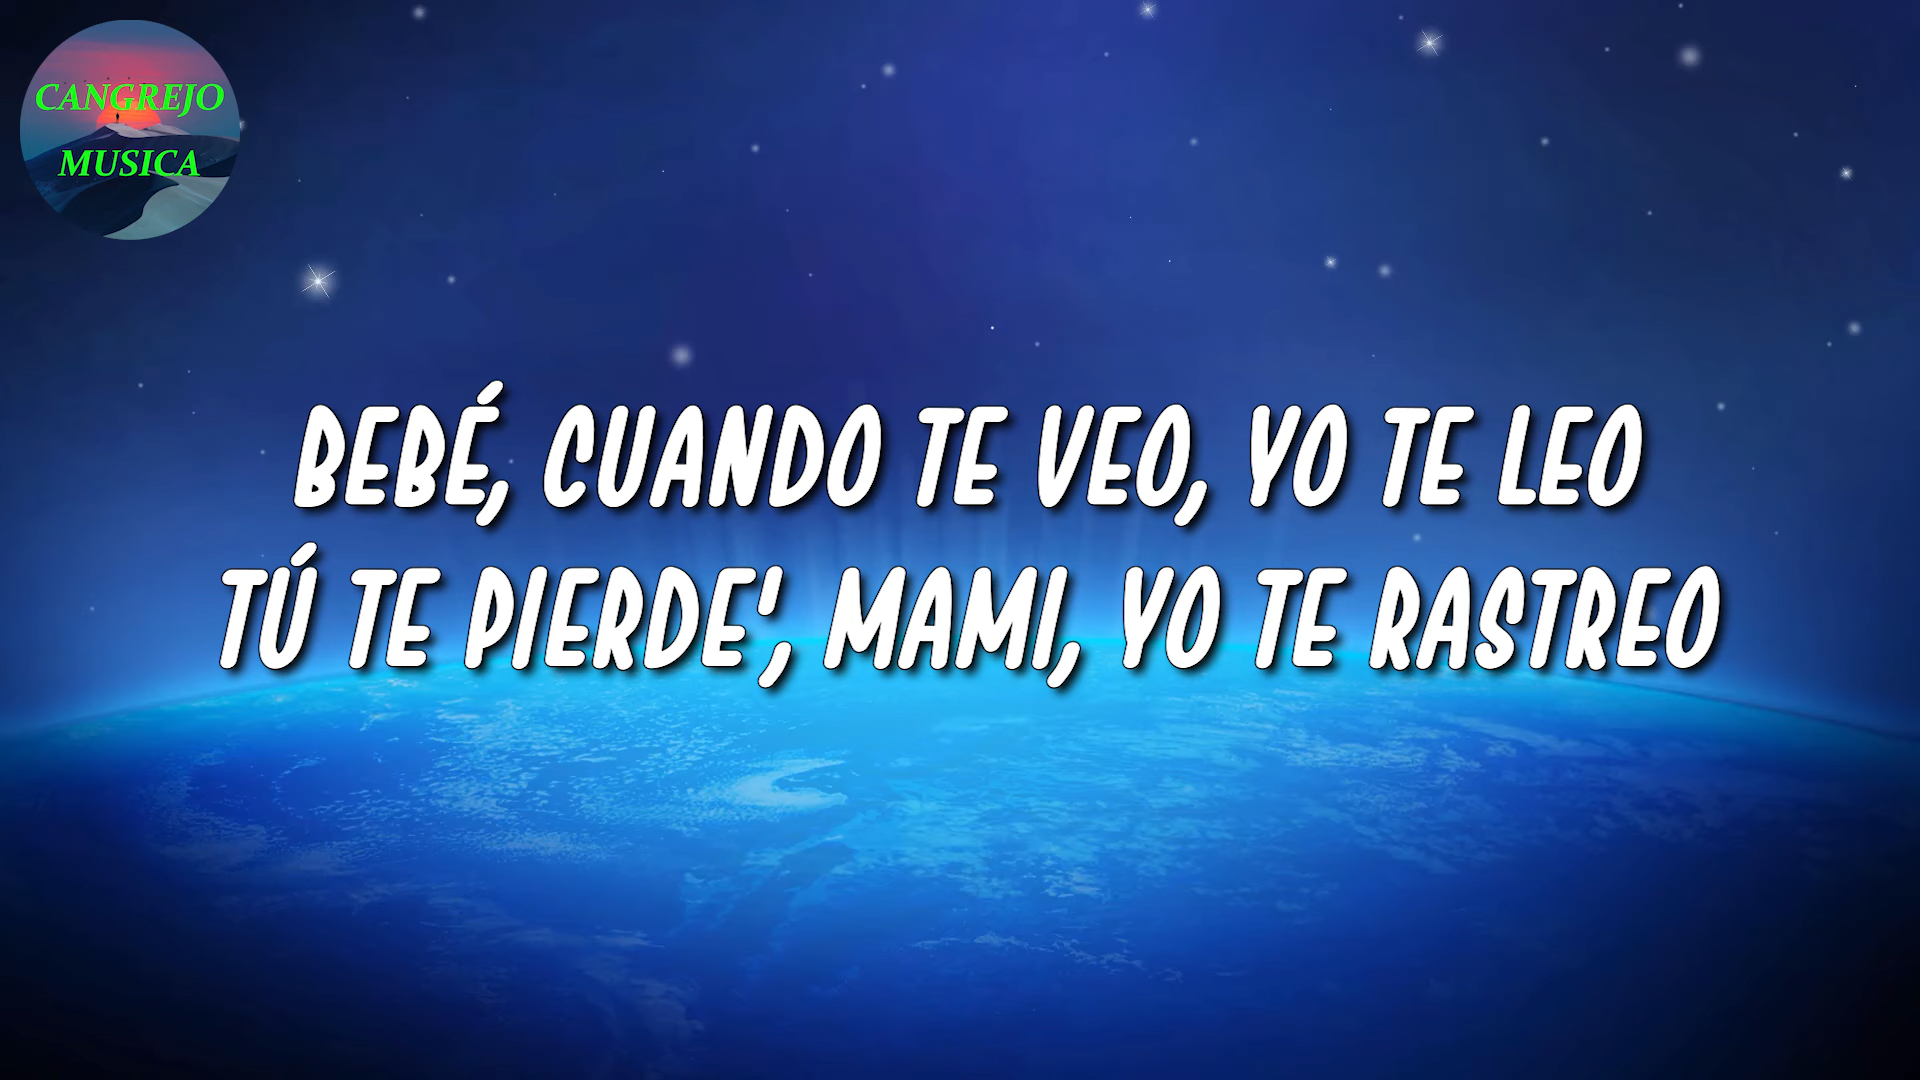 CANGREJO
MUSICA
BEBÉ, CUANDO TE VEO, YO TE LEO
TÚ TE PIERDE', MAMI, YO TE RASTREO